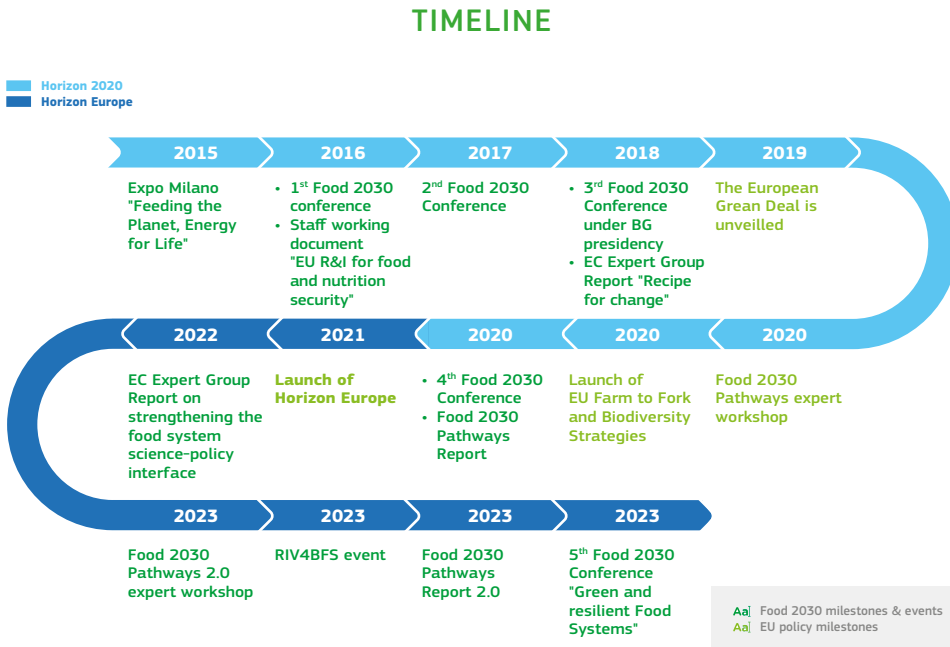 TIMELINE
Horizon 2020
Horizon Europe
2015
2016
2017
2018
2019
Expo Milano
"Feeding the
Planet, Energy
for Life"
• 1st Food 2030
conference
• Staff working
document
"EU R&I for food
and nutrition
security"
2nd Food 2030
Conference
• 3rd Food 2030
Conference
under BG
presidency
• EC Expert Group
Report "Recipe
for change"
The European
Grean Deal is
unveilled
2020
Food 2030
Pathways expert
workshop
2020
Launch of
EU Farm to Fork
and Biodiversity
Strategies
2020
• 4th Food 2030
Conference
• Food 2030
Pathways
Report
2021
Launch of
Horizon Europe
2022
EC Expert Group
Report on
strengthening the
food system
science-policy
interface
2023
Food 2030
Pathways 2.0
expert workshop
2023
RIV4BFS event
2023
Food 2030
Pathways
Report 2.0
2023
5th Food 2030
Conference
"Green and
resilient Food
Systems"
Aa Food 2030 milestones & events
Aa EU policy milestones